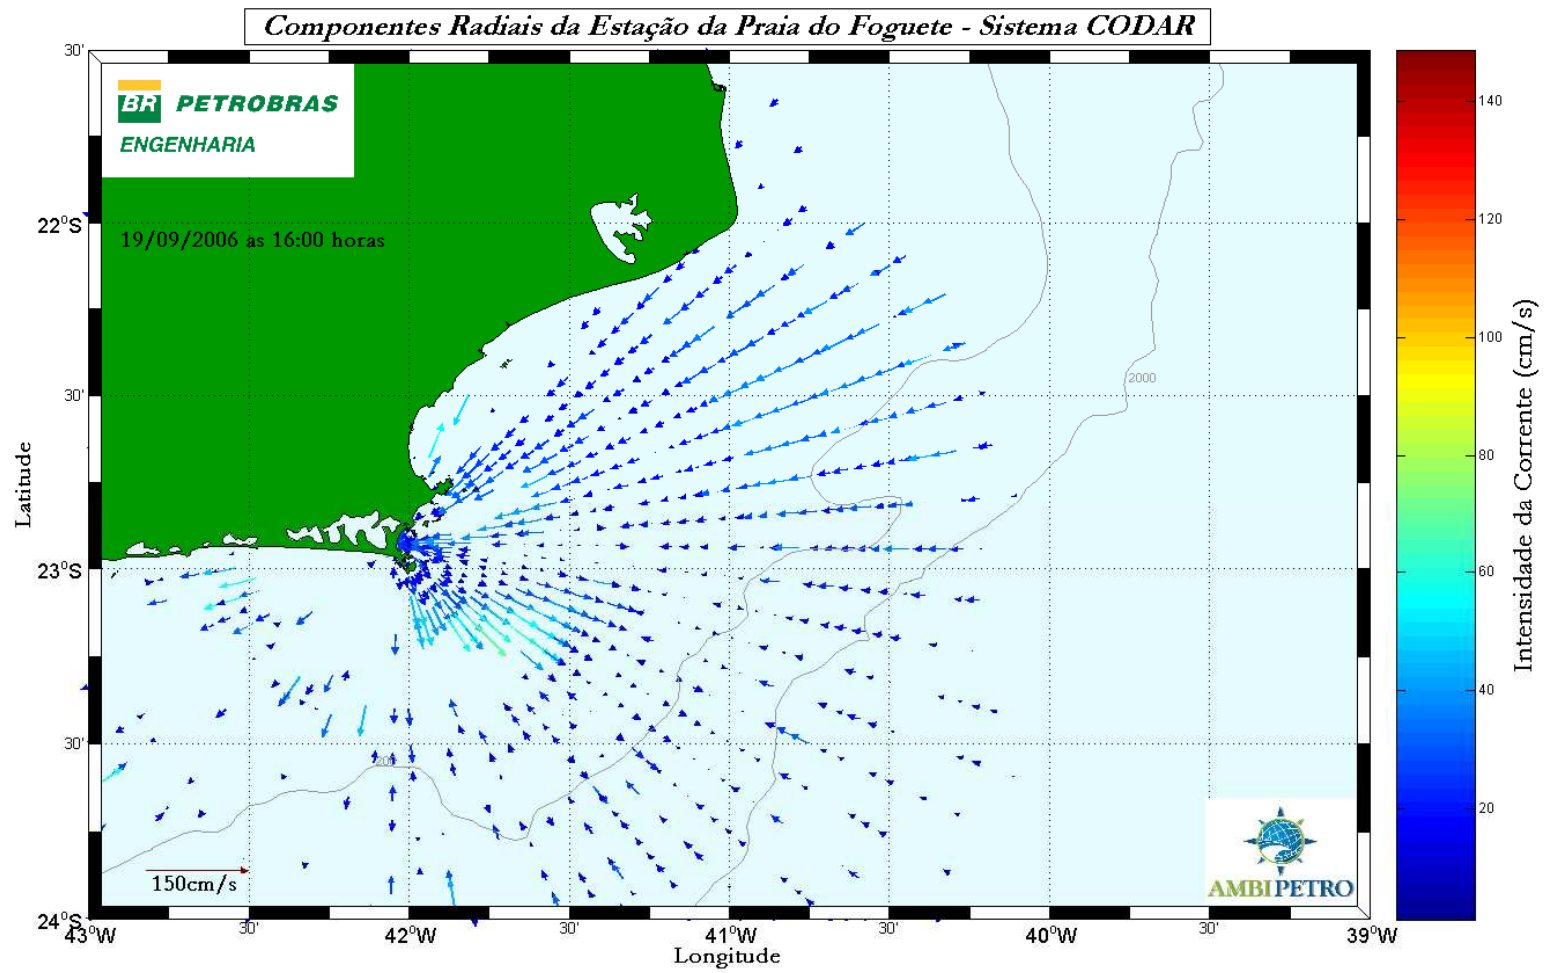 Componentes Radiais da Estação da Praia do Foguete - Sistema CODAR
BR PETROBRAS
ENGENHARIA
19/09/2006 as 16:00 horas
30'
22°S
30'
23°S
30'
24°S
Latitude
43°W
30'
42°W
30'
41°W
30'
40°W
30'
39°W
Longitude
2000
200
150cm/s
AMBIPETRO
140
120
100
80
60
40
20
Intensidade da Corrente (cm/s)